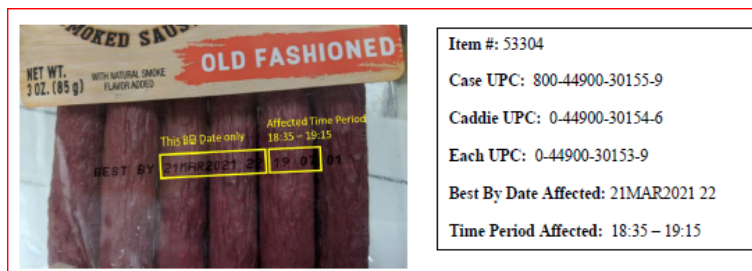 SMOKED SAUS
OLD FASHIONED
NET WT.
3 OZ. (85 g)
WITH NATURAL SMOKE
FLAVOR ADDED
This BB Date only
Affected Time Period
18:35 – 19:15
BEST BY 21MAR2021 22 19 07 01
Item #: 53304
Case UPC: 800-44900-30155-9
Caddie UPC: 0-44900-30154-6
Each UPC: 0-44900-30153-9
Best By Date Affected: 21MAR2021 22
Time Period Affected: 18:35 – 19:15